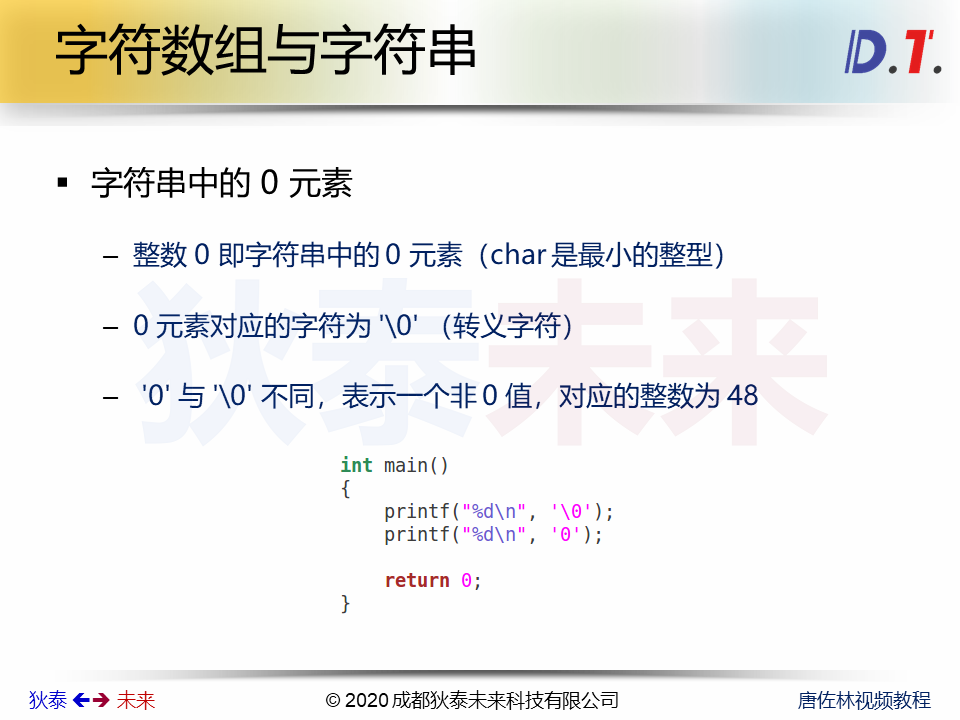 字符数组与字符串
D.T.
▪ 字符串中的 0 元素
– 整数 0 即字符串中的 0 元素（char 是最小的整型）
– 0 元素对应的字符为 '\0' （转义字符）
– '0' 与 '\0' 不同，表示一个非 0 值，对应的整数为 48
狄泰未来
int main()
{
    printf("%d\n", '\0');
    printf("%d\n", '0');
    return 0;
}
狄泰 未来
© 2020 成都狄泰未来科技有限公司
唐佐林视频教程